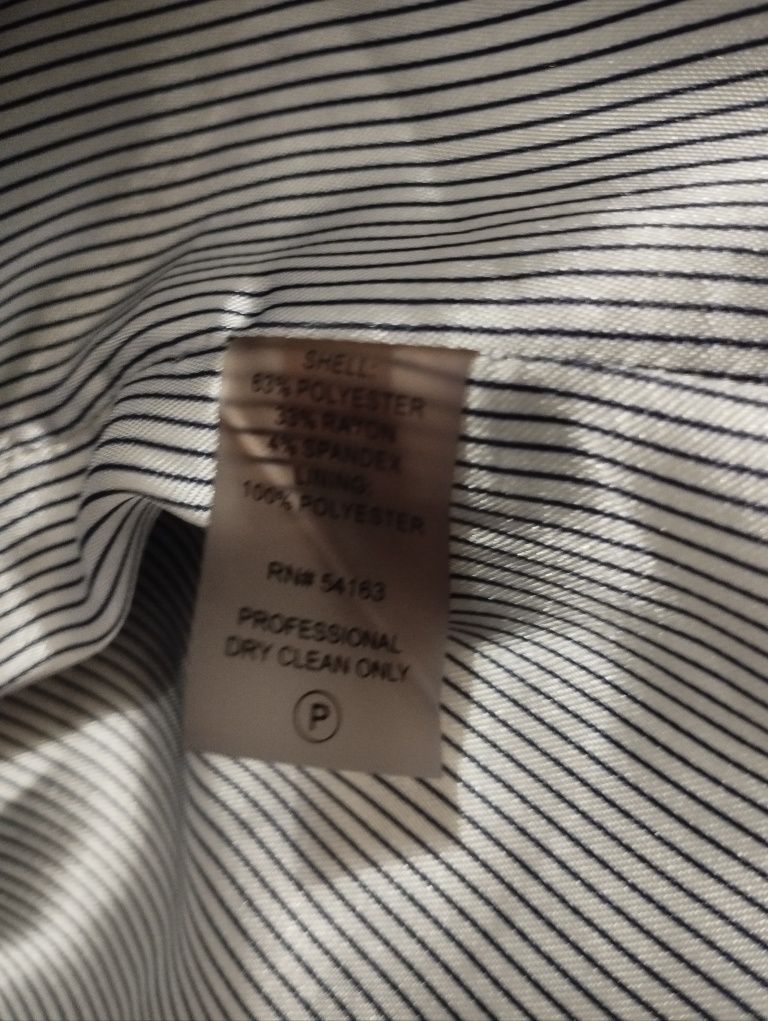 SHELL:
63% POLYESTER
33% RAYON
4% SPANDEX
LINING:
100% POLYESTER
RN# 54163
PROFESSIONAL
DRY CLEAN ONLY
P